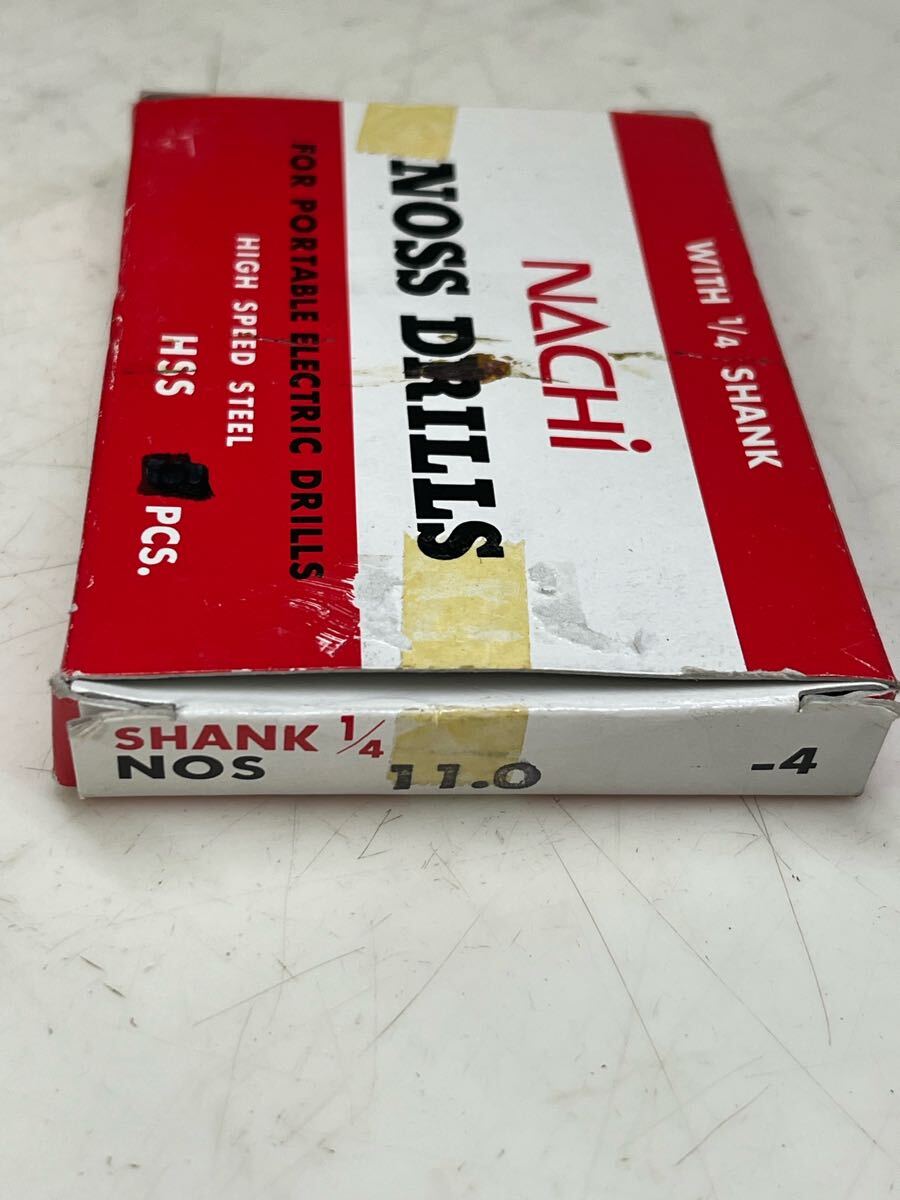 WITH 1/4 SHANK
NACHi
NOSS DRILLS
FOR PORTABLE ELECTRIC DRILLS
HIGH SPEED STEEL
HSS PCS.
SHANK 1/4
NOS 11.0 -4